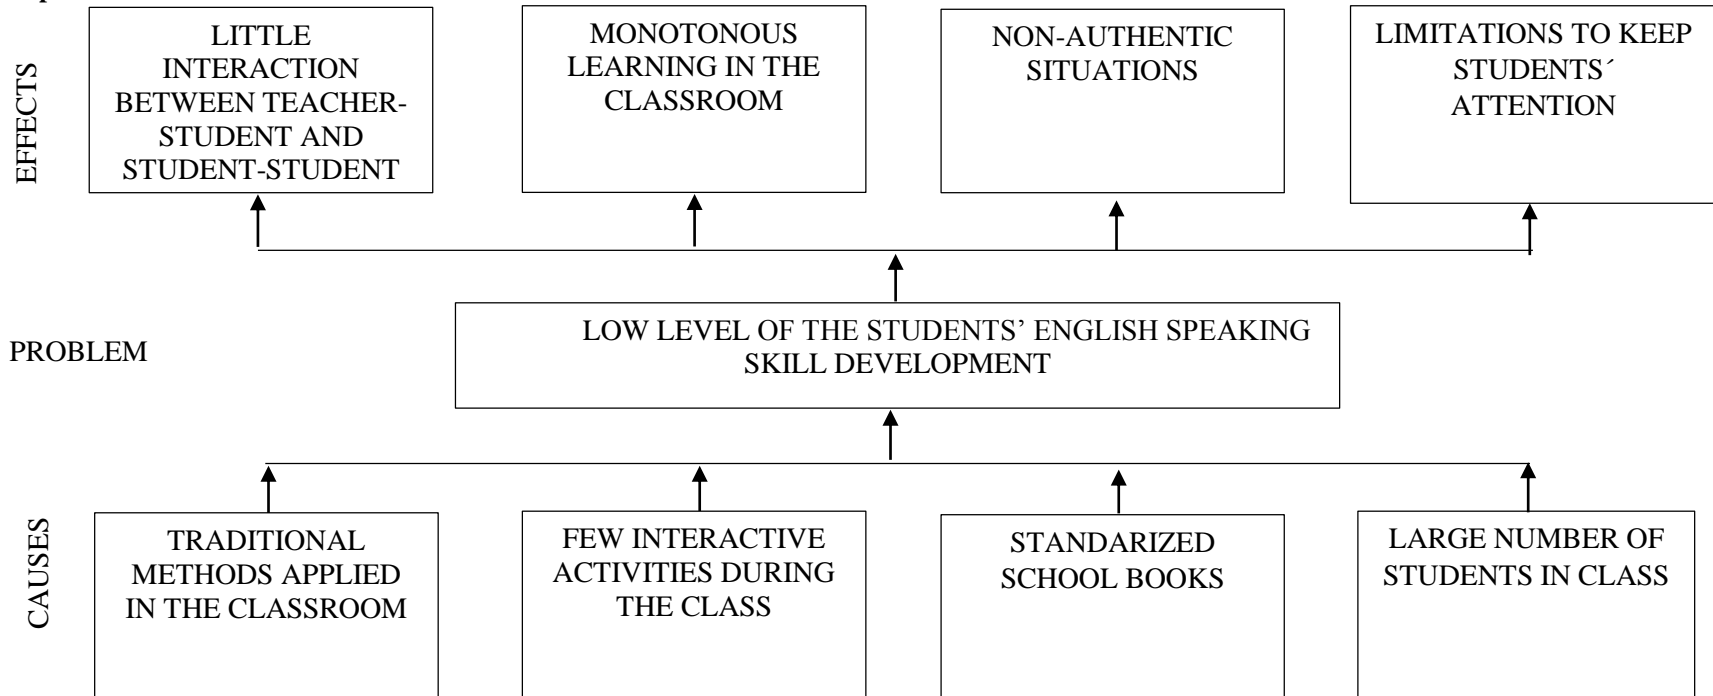 LITTLE
INTERACTION
BETWEEN TEACHER-
STUDENT AND
STUDENT-STUDENT
MONOTONOUS
LEARNING IN THE
CLASSROOM
NON-AUTHENTIC
SITUATIONS
LIMITATIONS TO KEEP
STUDENTS´
ATTENTION
EFFECTS
PROBLEM
LOW LEVEL OF THE STUDENTS’ ENGLISH SPEAKING
SKILL DEVELOPMENT
CAUSES
TRADITIONAL
METHODS APPLIED
IN THE CLASSROOM
FEW INTERACTIVE
ACTIVITIES DURING
THE CLASS
STANDARIZED
SCHOOL BOOKS
LARGE NUMBER OF
STUDENTS IN CLASS